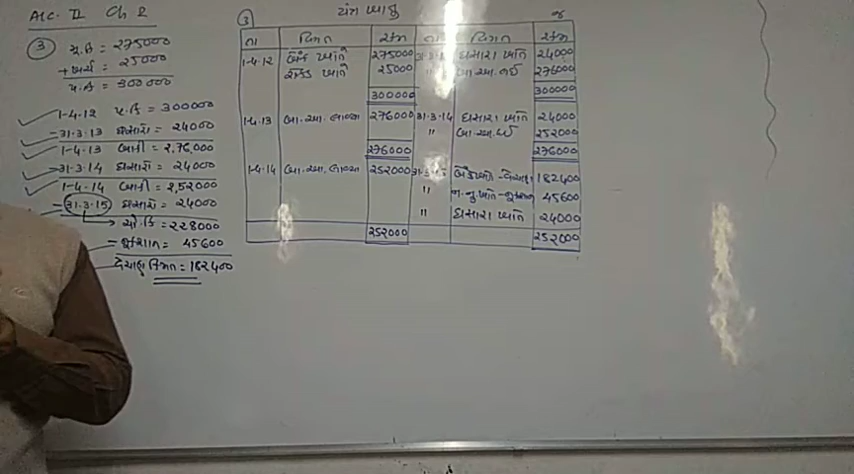 A/C. II Ch 2
③ મૂ.કિં = 275000
+ ખર્ચ = 25000
પ.કિં = 300000
1-4.12 પ.કિં = 300000
- 31.3.13 ઘસારો = 24000
1-4.13 બાકી = 2,76,000
- 31.3.14 ઘસારો = 24000
1-4.14 બાકી = 2,52,000
- 31.3.15 ઘસારો = 24000
ચો.કિં = 228000
- નુકશાન = 45600
વેચાણ કિંમત = 182400
③ યંત્ર ખાતુ જ
તા વિગત રકમ તા વિગત રકમ
1-4.12 બેંક ખાતે 275000 ઘસારા ખાતે 24000
રોકડ ખાતે 25000 " બા.આ.લઈ 276000
300000 300000
1-4.13 બા.આ.લાવ્યા 276000 31.3.14 ઘસારા ખાતે 24000
" બા.આ.લઈ 252000
276000 276000
1-4.14 બા.આ.લાવ્યા 252000 બેંક ખાતે - વેચાણ 182400
" ન.નુ.ખાતે - નુકશાન 45600
" ઘસારા ખાતે 24000
252000 252000